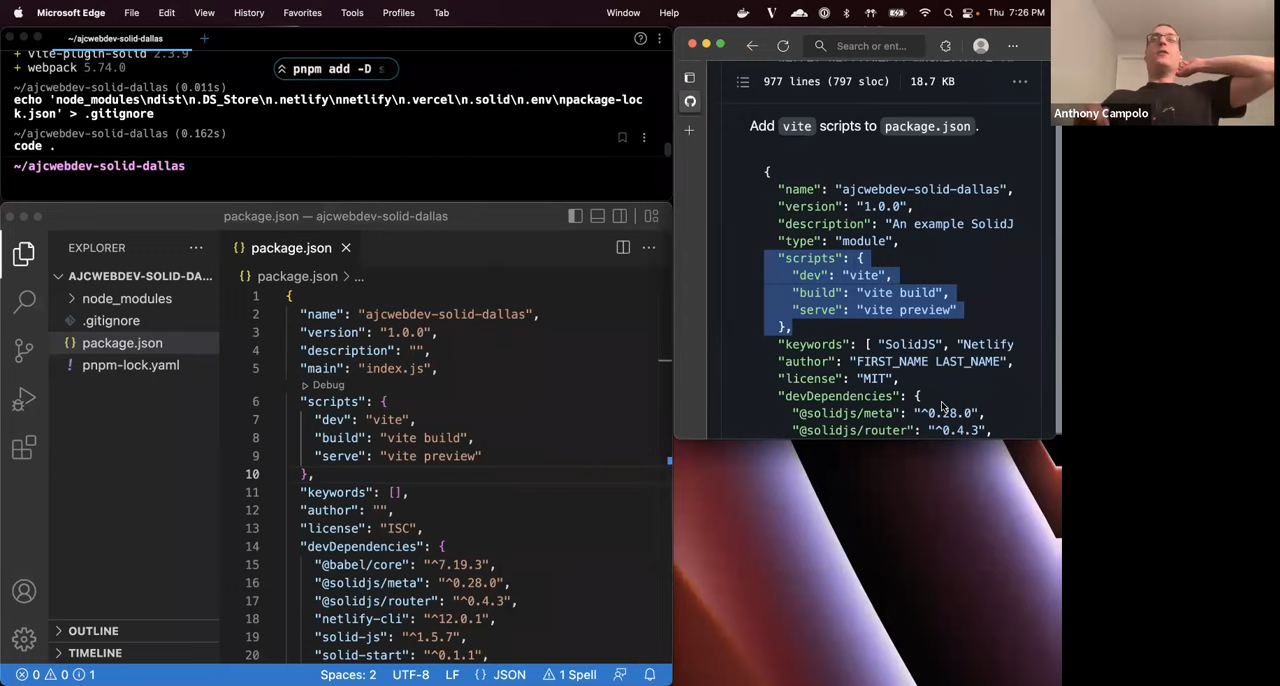 Microsoft Edge File Edit View History Favorites Tools Profiles Tab Window Help Thu 7:26 PM
~/ajcwebdev-solid-dallas
+ vite-plugin-solid 2.3.9
+ webpack 5.74.0
pnpm add -D s
~/ajcwebdev-solid-dallas (0.011s)
echo 'node_modules\ndist\n.DS_Store\n.netlify\nnetlify\n.vercel\n.solid\n.env\npackage-loc
k.json' > .gitignore
~/ajcwebdev-solid-dallas (0.162s)
code .
~/ajcwebdev-solid-dallas
package.json — ajcwebdev-solid-dallas
EXPLORER
AJCWEBDEV-SOLID-DA...
node_modules
.gitignore
package.json
pnpm-lock.yaml
OUTLINE
TIMELINE
{} package.json
{} package.json > ...
1 {
2 "name": "ajcwebdev-solid-dallas",
3 "version": "1.0.0",
4 "description": "",
5 "main": "index.js",
Debug
6 "scripts": {
7 "dev": "vite",
8 "build": "vite build",
9 "serve": "vite preview"
10 },
11 "keywords": [],
12 "author": "",
13 "license": "ISC",
14 "devDependencies": {
15 "@babel/core": "^7.19.3",
16 "@solidjs/meta": "^0.28.0",
17 "@solidjs/router": "^0.4.3",
18 "netlify-cli": "^12.0.1",
19 "solid-js": "^1.5.7",
20 "solid-start": "^0.1.1",
0 0 1 Spaces: 2 UTF-8 LF {} JSON 1 Spell
Search or ent...
977 lines (797 sloc) 18.7 KB
Add vite scripts to package.json.
{
"name": "ajcwebdev-solid-dallas",
"version": "1.0.0",
"description": "An example SolidJ
"type": "module",
"scripts": {
"dev": "vite",
"build": "vite build",
"serve": "vite preview"
},
"keywords": [ "SolidJS", "Netlify
"author": "FIRST_NAME LAST_NAME",
"license": "MIT",
"devDependencies": {
"@solidjs/meta": "^0.28.0",
"@solidjs/router": "^0.4.3",
Anthony Campolo